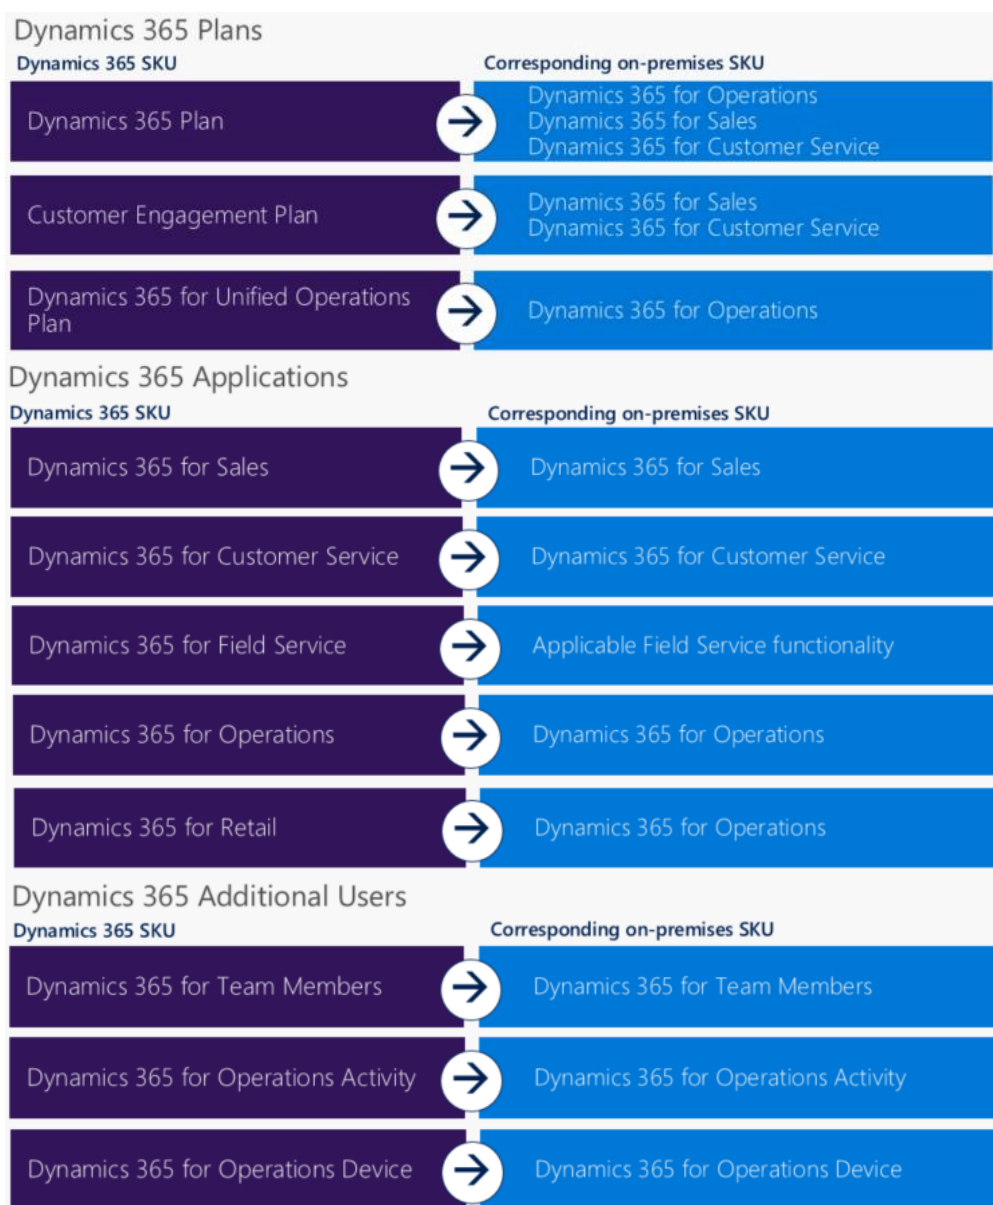 Dynamics 365 Plans
Dynamics 365 SKU
Corresponding on-premises SKU
Dynamics 365 Plan
Dynamics 365 for Operations
Dynamics 365 for Sales
Dynamics 365 for Customer Service
Customer Engagement Plan
Dynamics 365 for Sales
Dynamics 365 for Customer Service
Dynamics 365 for Unified Operations
Plan
Dynamics 365 for Operations
Dynamics 365 Applications
Dynamics 365 SKU
Corresponding on-premises SKU
Dynamics 365 for Sales
Dynamics 365 for Sales
Dynamics 365 for Customer Service
Dynamics 365 for Customer Service
Dynamics 365 for Field Service
Applicable Field Service functionality
Dynamics 365 for Operations
Dynamics 365 for Operations
Dynamics 365 for Retail
Dynamics 365 for Operations
Dynamics 365 Additional Users
Dynamics 365 SKU
Corresponding on-premises SKU
Dynamics 365 for Team Members
Dynamics 365 for Team Members
Dynamics 365 for Operations Activity
Dynamics 365 for Operations Activity
Dynamics 365 for Operations Device
Dynamics 365 for Operations Device